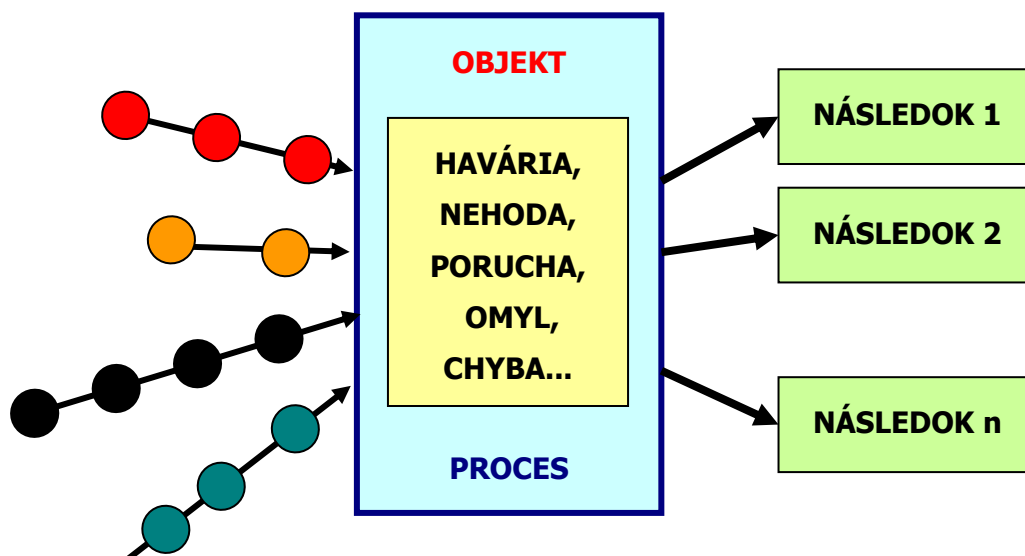 OBJEKT
HAVÁRIA,
NEHODA,
PORUCHA,
OMYL,
CHYBA...
PROCES
NÁSLEDOK 1
NÁSLEDOK 2
NÁSLEDOK n